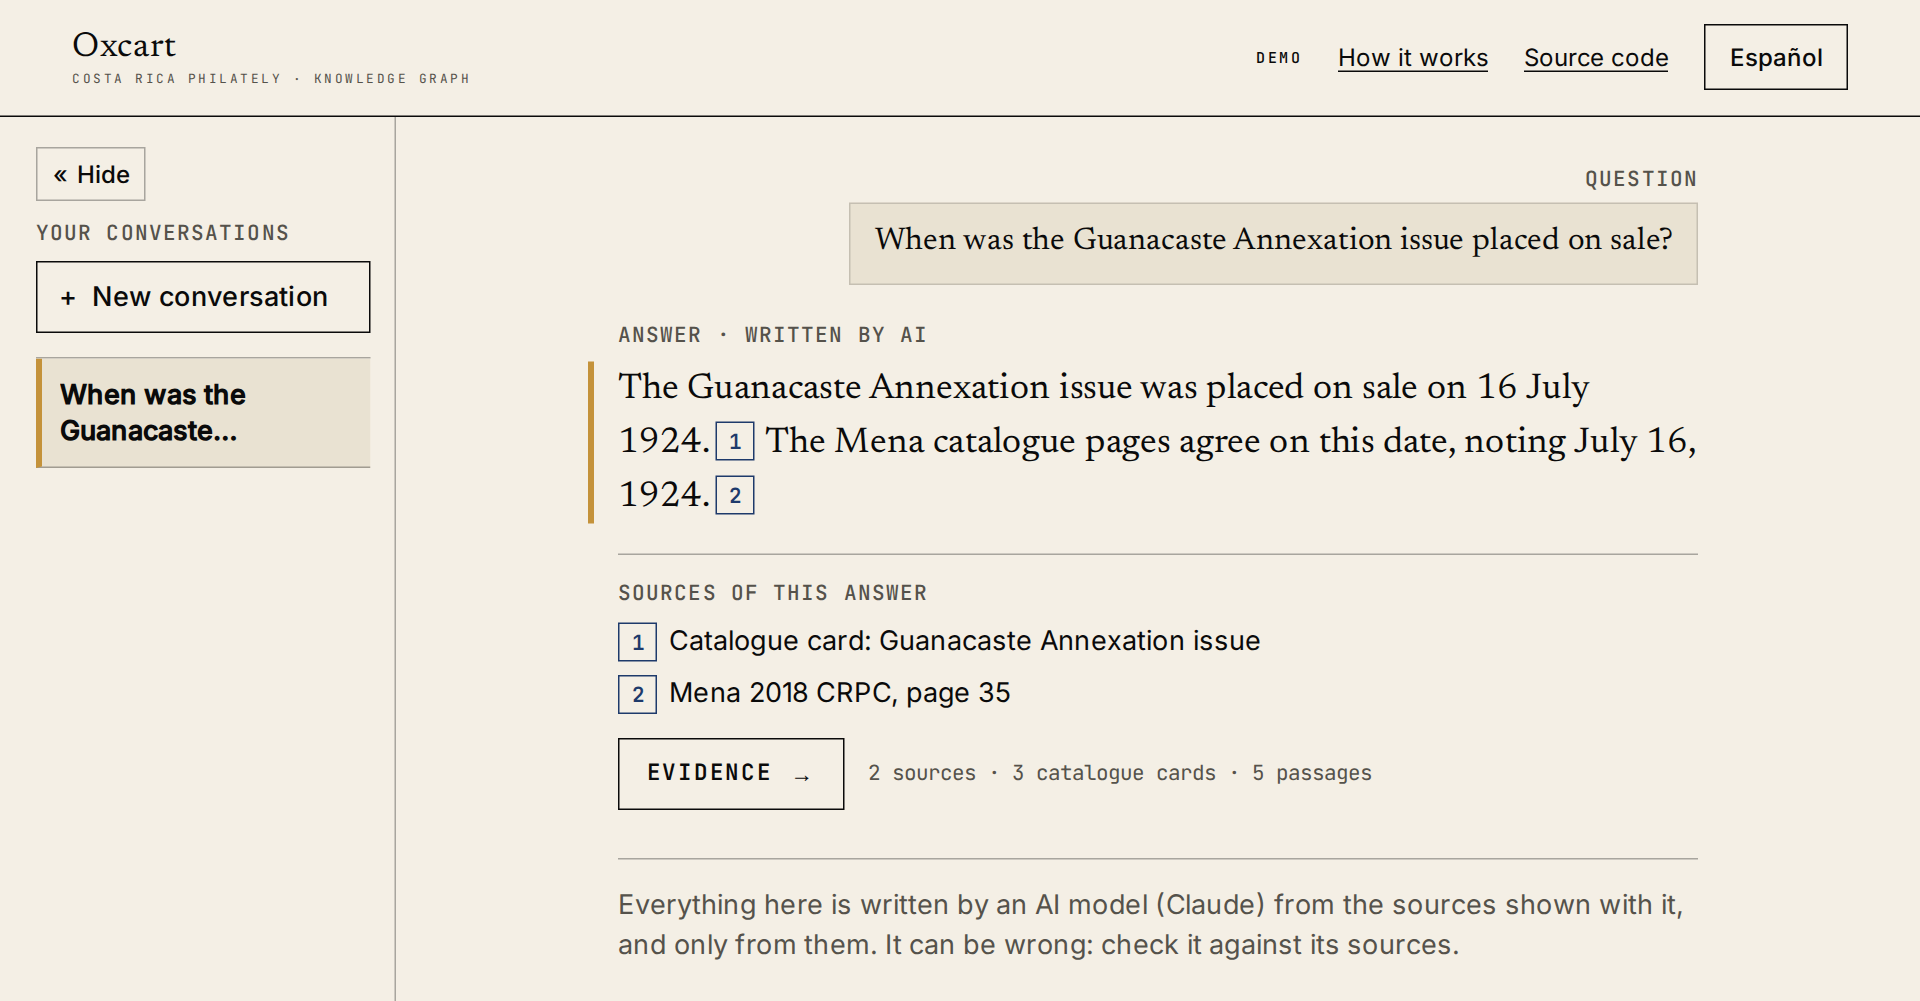 Oxcart
COSTA RICA PHILATELY · KNOWLEDGE GRAPH
DEMO
How it works
Source code
Español
« Hide
YOUR CONVERSATIONS
+ New conversation
When was the
Guanacaste...
QUESTION
When was the Guanacaste Annexation issue placed on sale?
ANSWER · WRITTEN BY AI
The Guanacaste Annexation issue was placed on sale on 16 July
1924. 1 The Mena catalogue pages agree on this date, noting July 16,
1924. 2
SOURCES OF THIS ANSWER
1 Catalogue card: Guanacaste Annexation issue
2 Mena 2018 CRPC, page 35
EVIDENCE →
2 sources · 3 catalogue cards · 5 passages
Everything here is written by an AI model (Claude) from the sources shown with it,
and only from them. It can be wrong: check it against its sources.